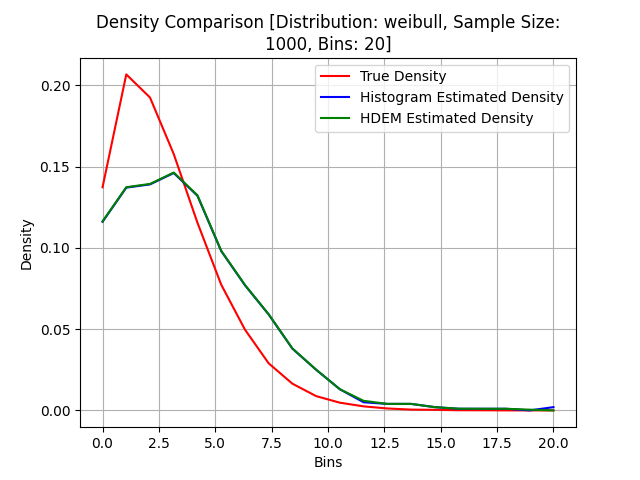 Density Comparison [Distribution: weibull, Sample Size:
1000, Bins: 20]
True Density
Histogram Estimated Density
HDEM Estimated Density
Density
0.20
0.15
0.10
0.05
0.00
0.0 2.5 5.0 7.5 10.0 12.5 15.0 17.5 20.0
Bins